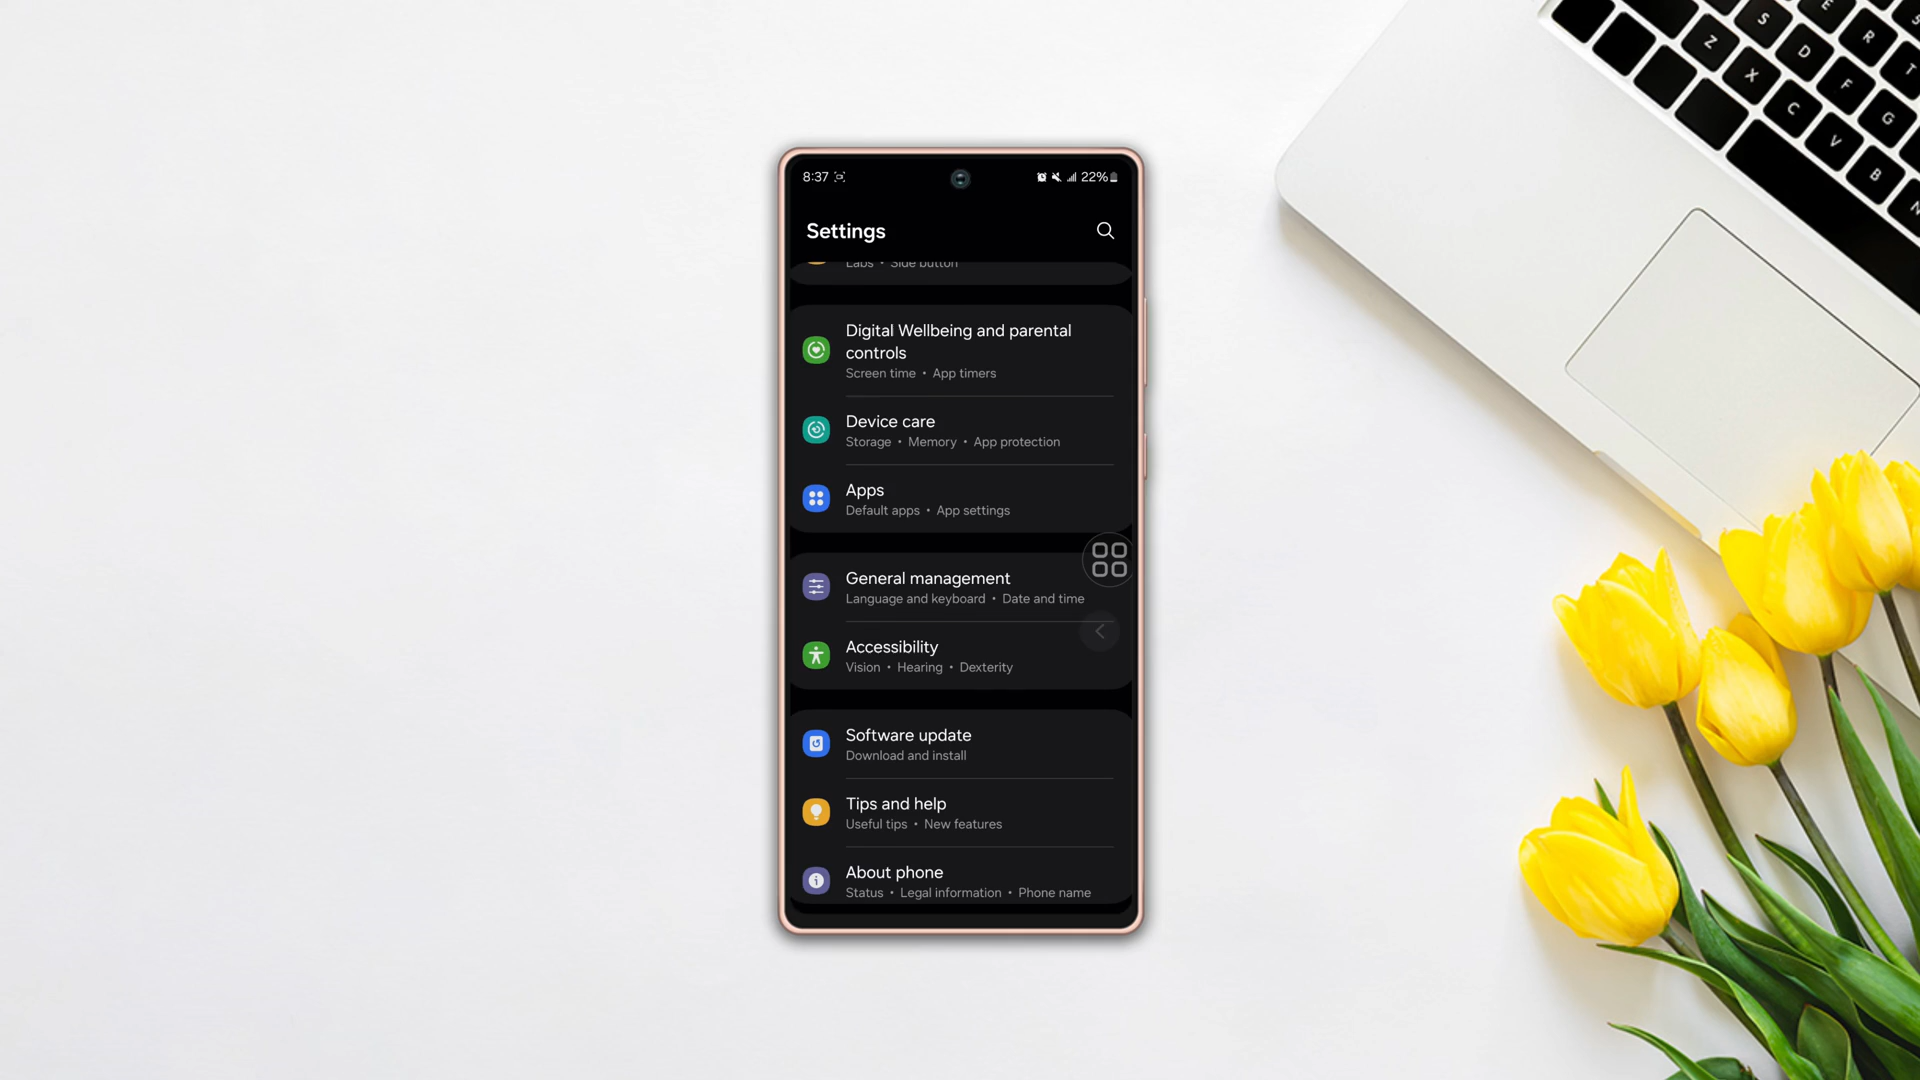 8:37
22%
Settings
Labs • Side button
Digital Wellbeing and parental
controls
Screen time • App timers
Device care
Storage • Memory • App protection
Apps
Default apps • App settings
General management
Language and keyboard • Date and time
Accessibility
Vision • Hearing • Dexterity
Software update
Download and install
Tips and help
Useful tips • New features
About phone
Status • Legal information • Phone name
S
E
R
T
Z
D
F
G
X
C
V
B
N